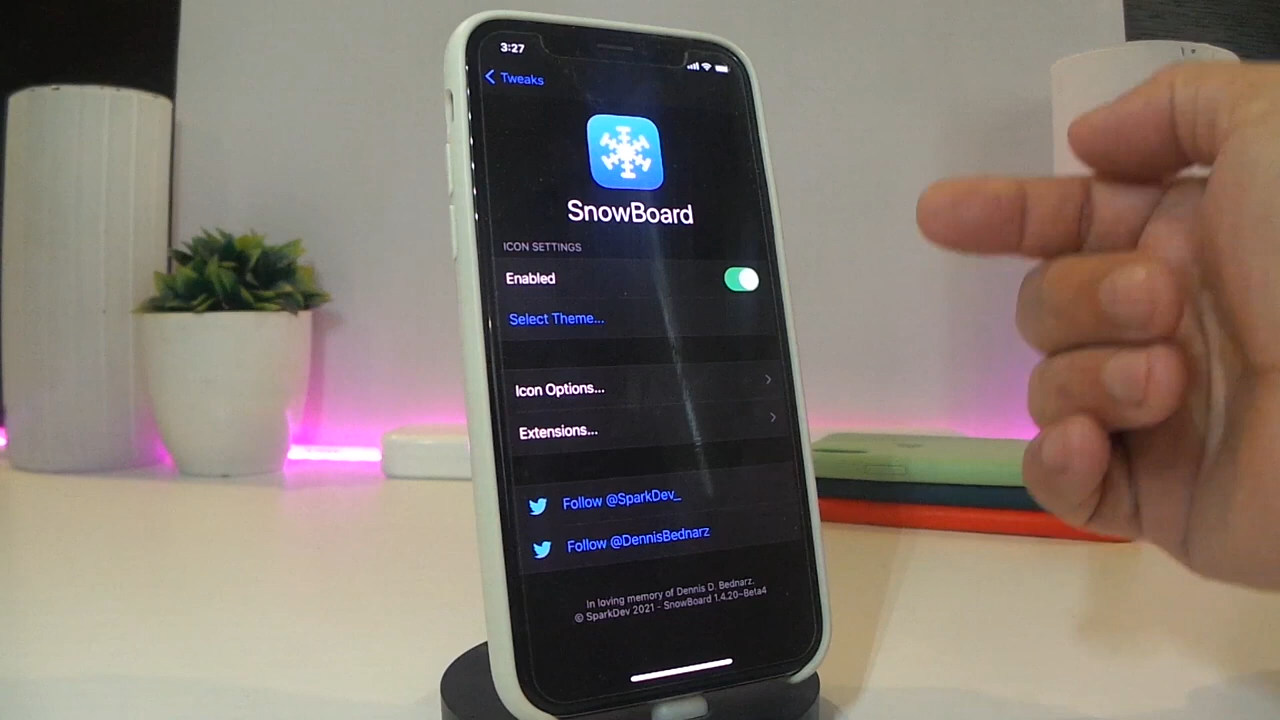 3:27
Tweaks
SnowBoard
ICON SETTINGS
Enabled
Select Theme...
Icon Options...
Extensions...
Follow @SparkDev_
Follow @DennisBednarz
In loving memory of Dennis D. Bednarz.
© SparkDev 2021 - SnowBoard 1.4.20~Beta4